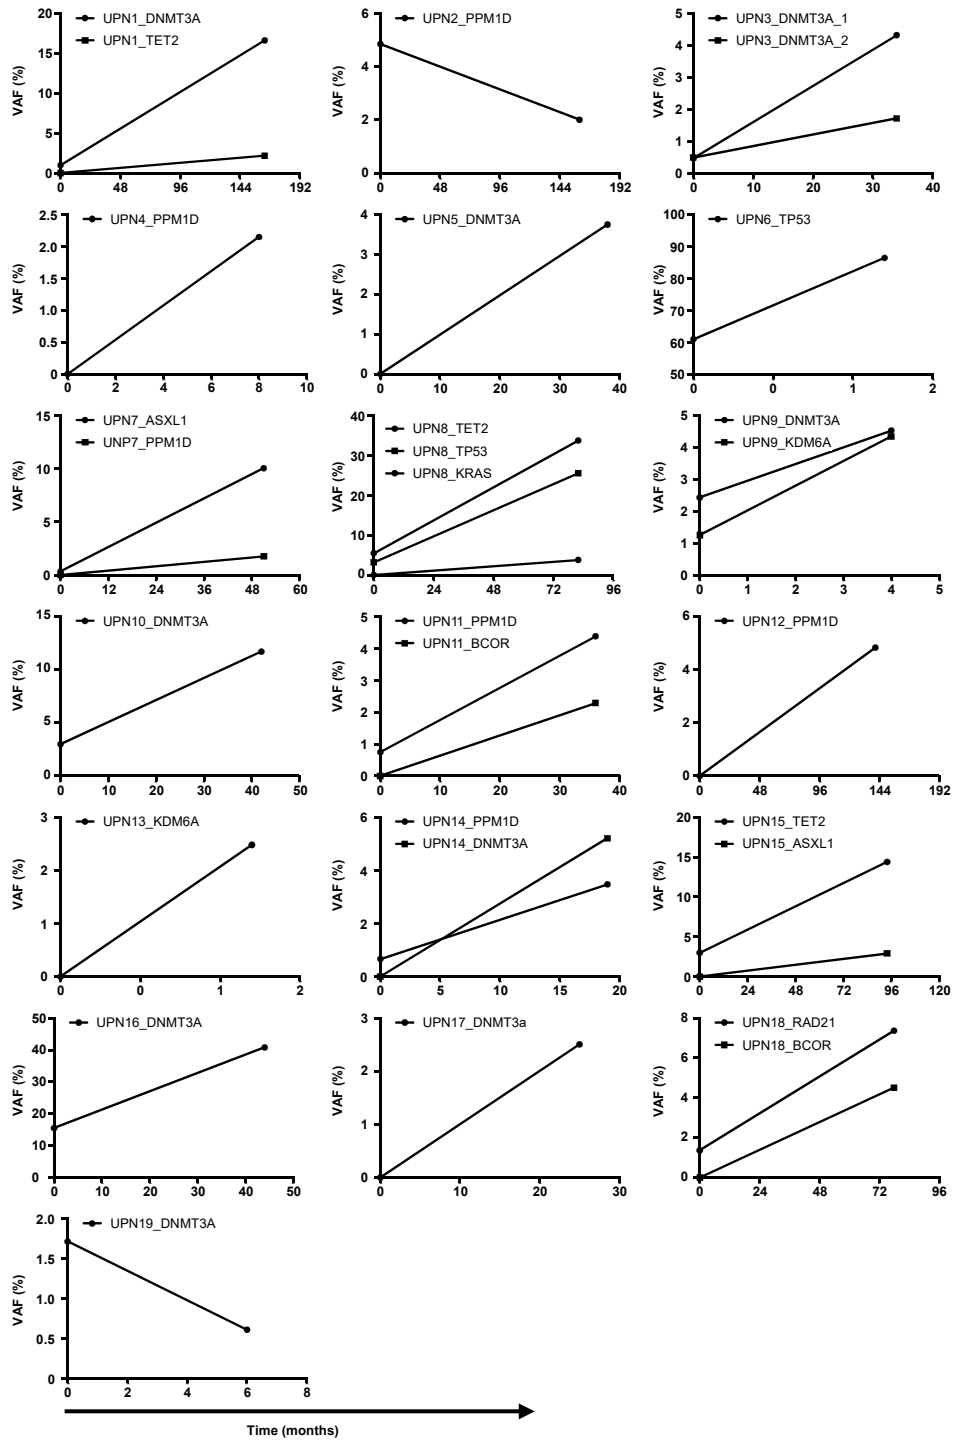 UPN1_DNMT3A
UPN1_TET2
VAF (%)
20
15
10
5
0
0 48 96 144 192
UPN2_PPM1D
VAF (%)
6
4
2
0
0 48 96 144 192
UPN3_DNMT3A_1
UPN3_DNMT3A_2
VAF (%)
5
4
3
2
1
0
0 10 20 30 40
UPN4_PPM1D
VAF (%)
2.5
2.0
1.5
1.0
0.5
0
0 2 4 6 8 10
UPN5_DNMT3A
VAF (%)
4
3
2
1
0
0 10 20 30 40
UPN6_TP53
VAF (%)
100
90
80
70
60
50
0 0 1 2
UPN7_ASXL1
UNP7_PPM1D
VAF (%)
15
10
5
0
0 12 24 36 48 60
UPN8_TET2
UPN8_TP53
UPN8_KRAS
VAF (%)
40
30
20
10
0
0 24 48 72 96
UPN9_DNMT3A
UPN9_KDM6A
VAF (%)
5
4
3
2
1
0
0 1 2 3 4 5
UPN10_DNMT3A
VAF (%)
15
10
5
0
0 10 20 30 40 50
UPN11_PPM1D
UPN11_BCOR
VAF (%)
5
4
3
2
1
0
0 10 20 30 40
UPN12_PPM1D
VAF (%)
6
4
2
0
0 48 96 144 192
UPN13_KDM6A
VAF (%)
3
2
1
0
0 0 1 2
UPN14_PPM1D
UPN14_DNMT3A
VAF (%)
6
4
2
0
0 5 10 15 20
UPN15_TET2
UPN15_ASXL1
VAF (%)
20
15
10
5
0
0 24 48 72 96 120
UPN16_DNMT3A
VAF (%)
50
40
30
20
10
0
0 10 20 30 40 50
UPN17_DNMT3a
VAF (%)
3
2
1
0
0 10 20 30
UPN18_RAD21
UPN18_BCOR
VAF (%)
8
6
4
2
0
0 24 48 72 96
UPN19_DNMT3A
VAF (%)
2.0
1.5
1.0
0.5
0
0 2 4 6 8
Time (months)